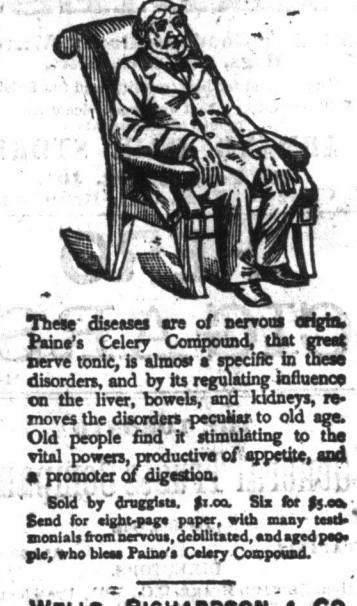 These diseases are of nervous origin.
Paine's Celery Compound, that great
nerve tonic, is almost a specific in these
disorders, and by its regulating influence
on the liver, bowels, and kidneys, re-
moves the disorders peculiar to old age.
Old people find it stimulating to the
vital powers, productive of appetite, and
a promoter of digestion.
Sold by druggists, $1.00. Six for $5.00.
Send for eight-page paper, with many testi-
monials from nervous, debilitated, and aged peo-
ple, who bless Paine's Celery Compound.
WELLS, RICHARDSON & CO